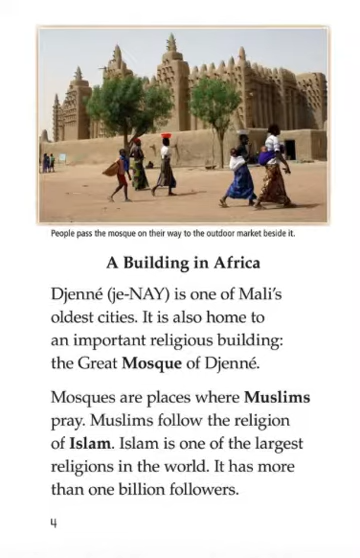 People pass the mosque on their way to the outdoor market beside it.
A Building in Africa
Djenné (je-NAY) is one of Mali's
oldest cities. It is also home to
an important religious building:
the Great Mosque of Djenné.
Mosques are places where Muslims
pray. Muslims follow the religion
of Islam. Islam is one of the largest
religions in the world. It has more
than one billion followers.
4